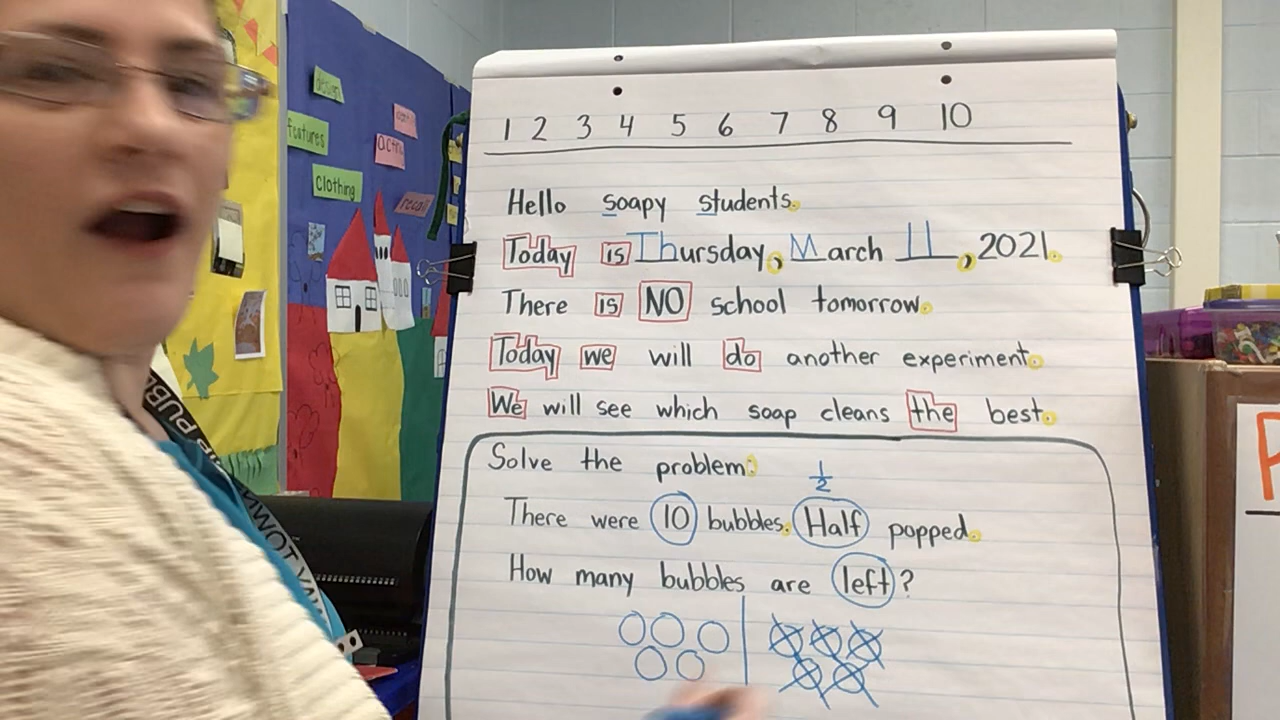 design
features
clothing
recall
1 2 3 4 5 6 7 8 9 10
Hello soapy students.
Today is Thursday, March 11, 2021.
There is NO school tomorrow.
Today we will do another experiment.
We will see which soap cleans the best.
Solve the problem.
1/2
There were 10 bubbles. Half popped.
How many bubbles are left?